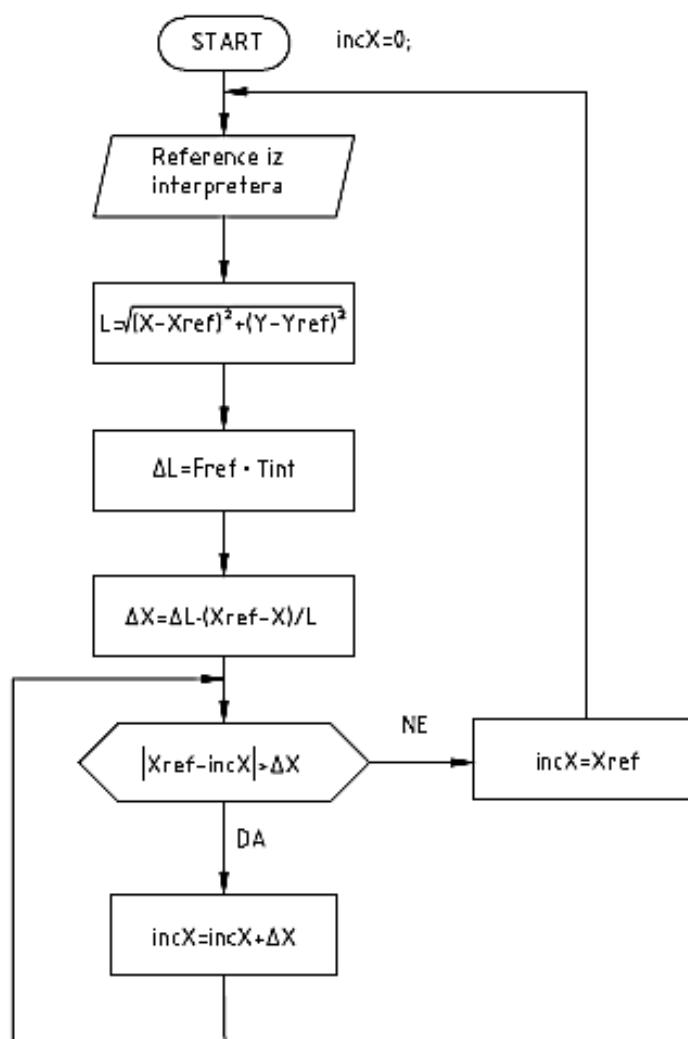 START
incX=0;
Reference iz
interpretera
L=√(X-Xref)²+(Y-Yref)²
ΔL=Fref · Tint
ΔX=ΔL·(Xref-X)/L
|Xref-incX|>ΔX
NE
incX=Xref
DA
incX=incX+ΔX